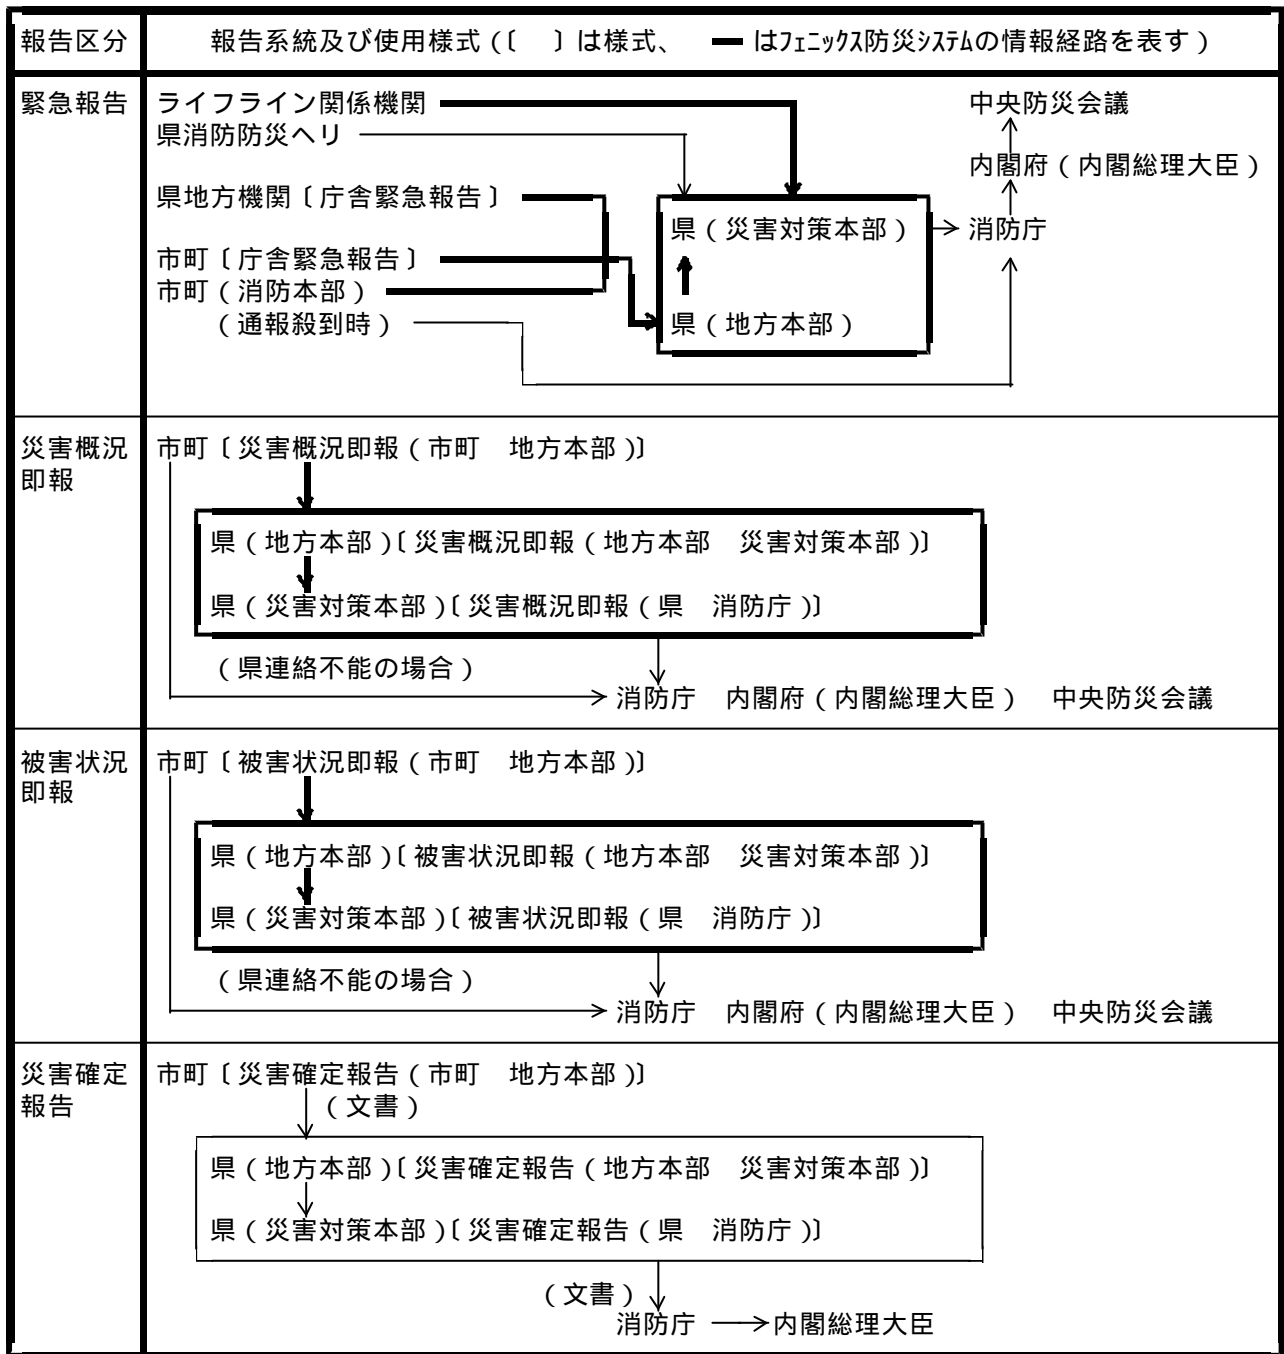 報告区分　報告系統及び使用様式(〔　〕は様式、　━ はﾌｪﾆｯｸｽ防災ｼｽﾃﾑの情報経路を表す)
緊急報告
ライフライン関係機関
中央防災会議
県消防防災ヘリ
内閣府(内閣総理大臣)
県地方機関〔庁舎緊急報告〕
県(災害対策本部)
消防庁
市町〔庁舎緊急報告〕
市町(消防本部)
(通報殺到時)
県(地方本部)
災害概況
即報
市町〔災害概況即報(市町　地方本部)〕
県(地方本部)〔災害概況即報(地方本部　災害対策本部)〕
県(災害対策本部)〔災害概況即報(県　消防庁)〕
(県連絡不能の場合)
消防庁　内閣府(内閣総理大臣)　中央防災会議
被害状況
即報
市町〔被害状況即報(市町　地方本部)〕
県(地方本部)〔被害状況即報(地方本部　災害対策本部)〕
県(災害対策本部)〔被害状況即報(県　消防庁)〕
(県連絡不能の場合)
消防庁　内閣府(内閣総理大臣)　中央防災会議
災害確定
報告
市町〔災害確定報告(市町　地方本部)〕
(文書)
県(地方本部)〔災害確定報告(地方本部　災害対策本部)〕
県(災害対策本部)〔災害確定報告(県　消防庁)〕
(文書)
消防庁　→内閣総理大臣